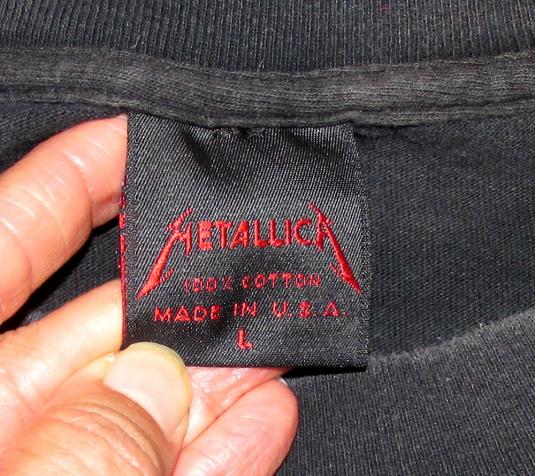 METALLICA
100% COTTON
MADE IN U.S.A.
L